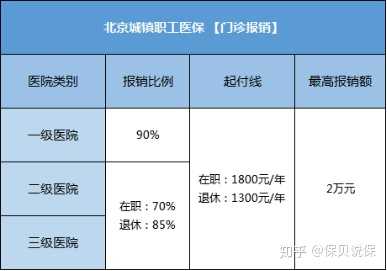 北京城镇职工医保 【门诊报销】
医院类别 报销比例 起付线 最高报销额
一级医院 90%
二级医院
三级医院
在职：70%
退休：85%
在职：1800元/年
退休：1300元/年
2万元
知乎 @保贝说保